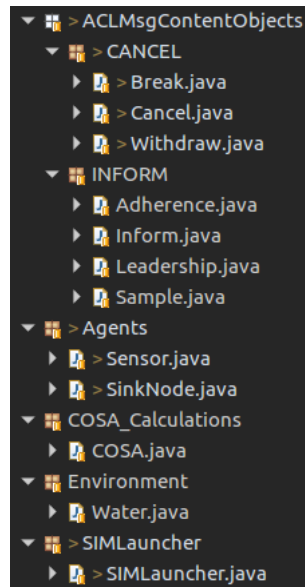 > ACLMsgContentObjects
> CANCEL
> Break.java
> Cancel.java
> Withdraw.java
INFORM
Adherence.java
Inform.java
Leadership.java
Sample.java
> Agents
> Sensor.java
> SinkNode.java
COSA_Calculations
COSA.java
Environment
Water.java
> SIMLauncher
> SIMLauncher.java